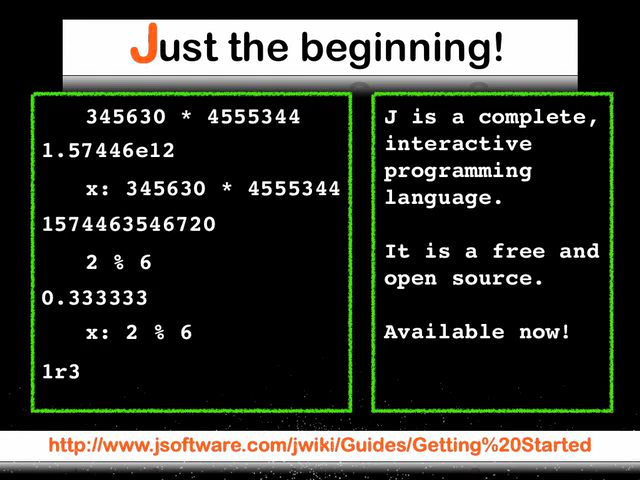 Just the beginning!
345630 * 4555344
1.57446e12
x: 345630 * 4555344
1574463546720
2 % 6
0.333333
x: 2 % 6
1r3
J is a complete,
interactive
programming
language.
It is a free and
open source.
Available now!
http://www.jsoftware.com/jwiki/Guides/Getting%20Started